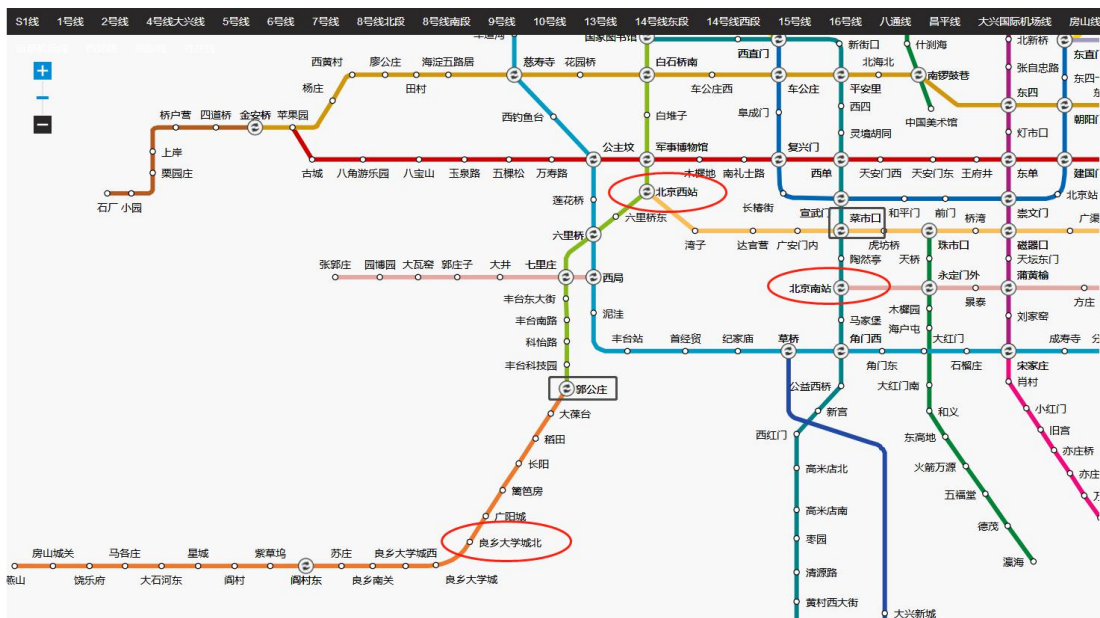 S1线 1号线 2号线 4号线大兴线 5号线 6号线 7号线 8号线北段 8号线南段 9号线 10号线 13号线 14号线东段 14号线西段 15号线 16号线 八通线 昌平线 大兴国际机场线 房山线
国家图书馆
西直门
新街口
什刹海
北新桥
东直门
西黄村
廖公庄
海淀五路居
慈寿寺
花园桥
白石桥南
车公庄西
车公庄
平安里
北海北
南锣鼓巷
张自忠路
东四
杨庄
田村
桥户营
四道桥
金安桥
苹果园
西钓鱼台
白堆子
阜成门
西四
灵境胡同
中国美术馆
灯市口
朝阳门
上岸
栗园庄
石厂
小园
古城
八角游乐园
八宝山
玉泉路
五棵松
万寿路
公主坟
军事博物馆
木樨地
南礼士路
复兴门
西单
天安门西
天安门东
王府井
东单
建国门
北京西站
莲花桥
六里桥东
六里桥
湾子
达官营
广安门内
长椿街
宣武门
菜市口
和平门
前门
虎坊桥
珠市口
桥湾
崇文门
磁器口
北京站
广渠
张郭庄
园博园
大瓦窑
郭庄子
大井
七里庄
西局
陶然亭
天桥
天坛东门
北京南站
永定门外
景泰
蒲黄榆
方庄
丰台东大街
丰台南路
科怡路
丰台科技园
泥洼
丰台站
首经贸
纪家庙
草桥
马家堡
角门西
角门东
木樨园
海户屯
大红门
石榴庄
刘家窑
宋家庄
成寿寺
分
郭公庄
公益西桥
大红门南
肖村
大葆台
新宫
和义
小红门
稻田
西红门
东高地
旧宫
长阳
高米店北
火箭万源
亦庄桥
篱笆房
五福堂
广阳城
高米店南
德茂
良乡大学城北
枣园
瀛海
房山城关
马各庄
星城
紫草坞
苏庄
良乡大学城西
燕山
饶乐府
大石河东
阎村
阎村东
良乡南关
良乡大学城
清源路
黄村西大街
大兴新城